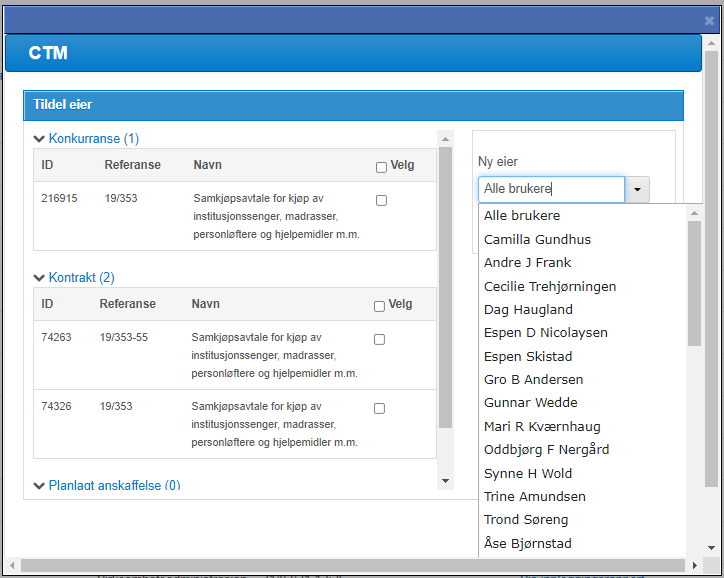 CTM
Tildel eier
Konkurranse (1)
ID Referanse Navn Velg
216915 19/353 Samkjøpsavtale for kjøp av
institusjonssenger, madrasser,
personløftere og hjelpemidler m.m.
Kontrakt (2)
ID Referanse Navn Velg
74263 19/353-55 Samkjøpsavtale for kjøp av
institusjonssenger, madrasser,
personløftere og hjelpemidler m.m.
74326 19/353 Samkjøpsavtale for kjøp av
institusjonssenger, madrasser,
personløftere og hjelpemidler m.m.
Planlagt anskaffelse (0)
Ny eier
Alle brukere
Alle brukere
Camilla Gundhus
Andre J Frank
Cecilie Trehjørningen
Dag Haugland
Espen D Nicolaysen
Espen Skistad
Gro B Andersen
Gunnar Wedde
Mari R Kværnhaug
Oddbjørg F Nergård
Synne H Wold
Trine Amundsen
Trond Søreng
Åse Bjørnstad